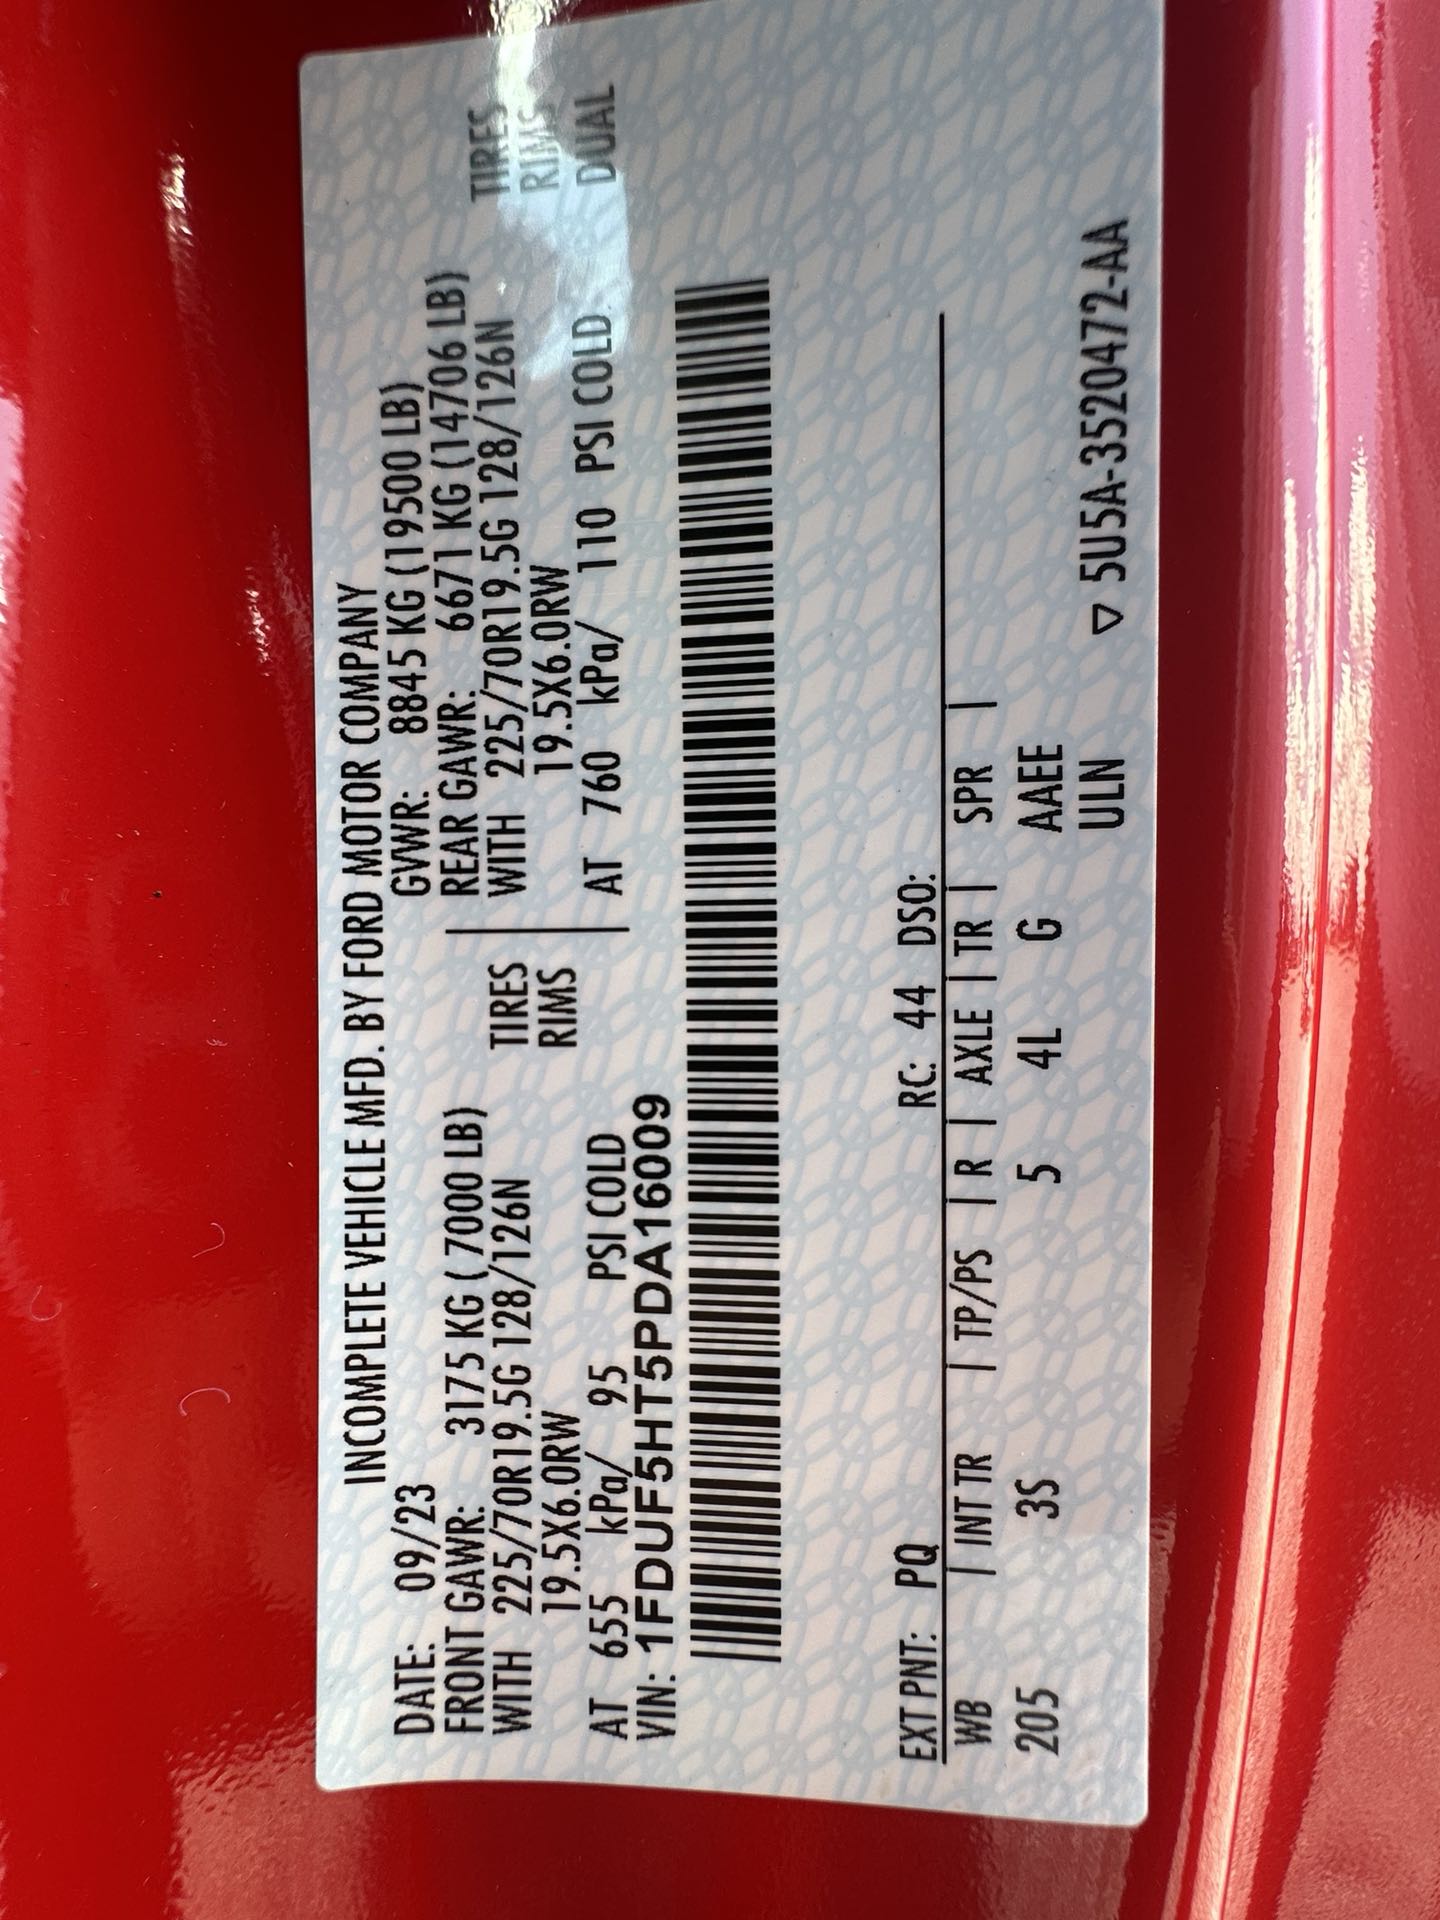 INCOMPLETE VEHICLE MFD. BY FORD MOTOR COMPANY
DATE: 09/23 GVWR: 8845 KG (19500 LB)
FRONT GAWR: 3175 KG ( 7000 LB) REAR GAWR: 6671 KG (14706 LB)
WITH 225/70R19.5G 128/126N TIRES WITH 225/70R19.5G 128/126N TIRES
19.5X6.0RW RIMS 19.5X6.0RW RIMS
AT 655 kPa/ 95 PSI COLD AT 760 kPa/ 110 PSI COLD DUAL
VIN: 1FDUF5HT5PDA16009
EXT PNT: PQ RC: 44 DSO:
WB | INT TR | TP/PS | R | AXLE | TR | SPR |
205 3S 5 4L G AAEE
ULN ▽ 5U5A-3520472-AA